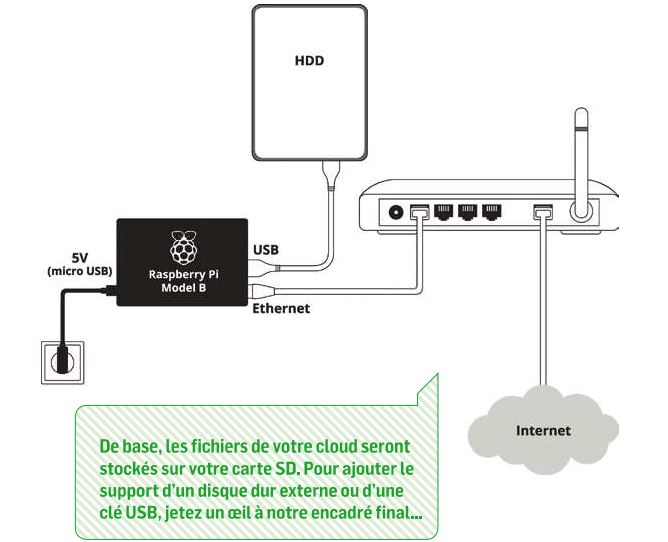 HDD
5V
(micro USB)
Raspberry Pi
Model B
USB
Ethernet
Internet
De base, les fichiers de votre cloud seront
stockés sur votre carte SD. Pour ajouter le
support d'un disque dur externe ou d'une
clé USB, jetez un œil à notre encadré final...